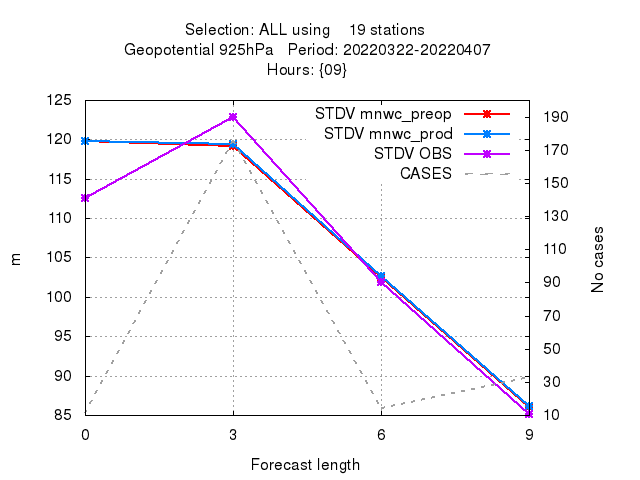 Selection: ALL using    19 stations
Geopotential 925hPa   Period: 20220322-20220407
Hours: {09}
STDV mnwc_preop
STDV mnwc_prod
STDV OBS
CASES
125
120
115
110
105
100
95
90
85
190
170
150
130
110
90
70
50
30
10
m
No cases
0 3 6 9
Forecast length